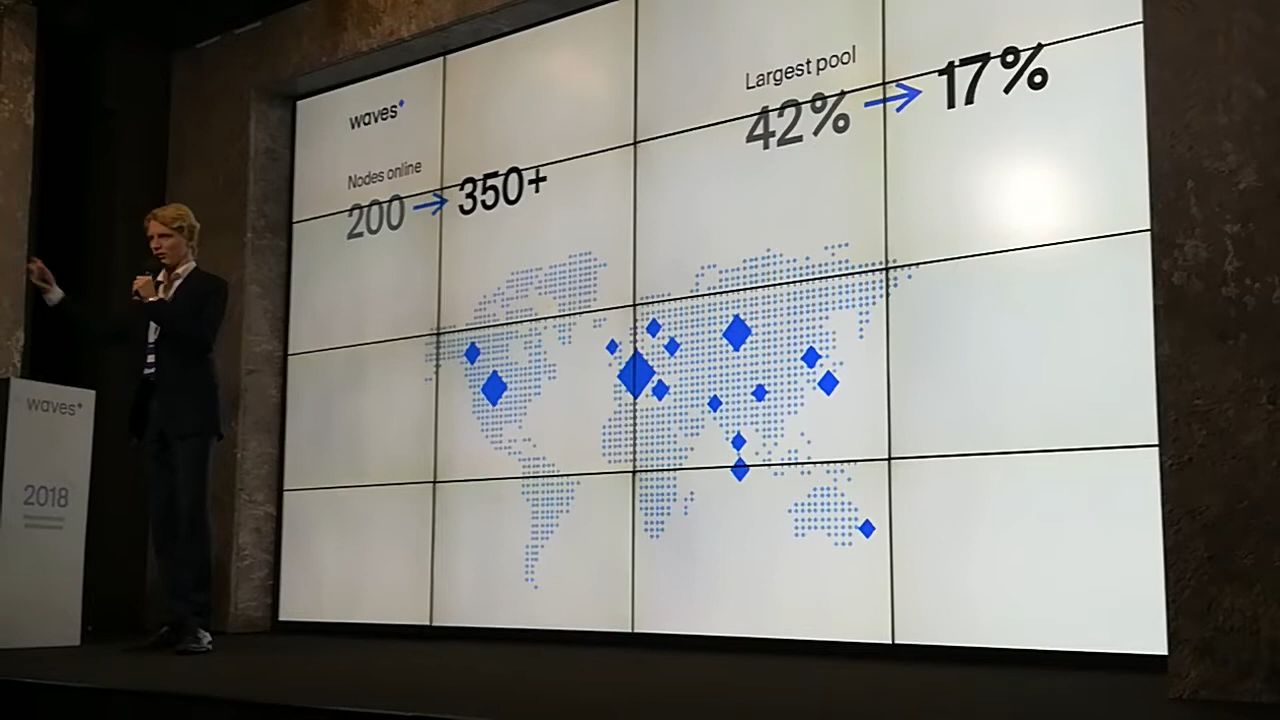 waves
Nodes online
200 → 350+
Largest pool
42% → 17%
waves
2018